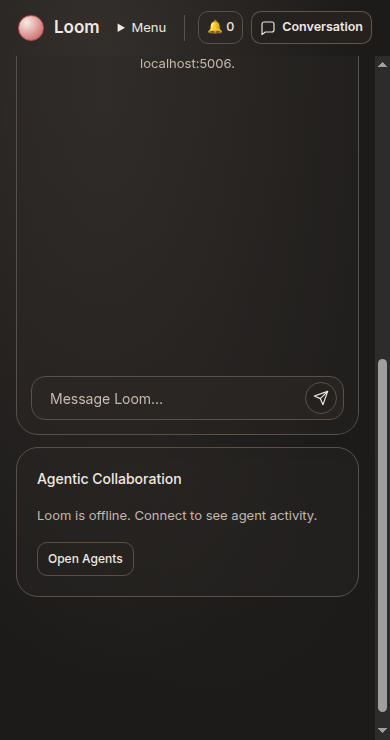 Loom
Menu
0
Conversation
localhost:5006.
Message Loom...
Agentic Collaboration
Loom is offline. Connect to see agent activity.
Open Agents